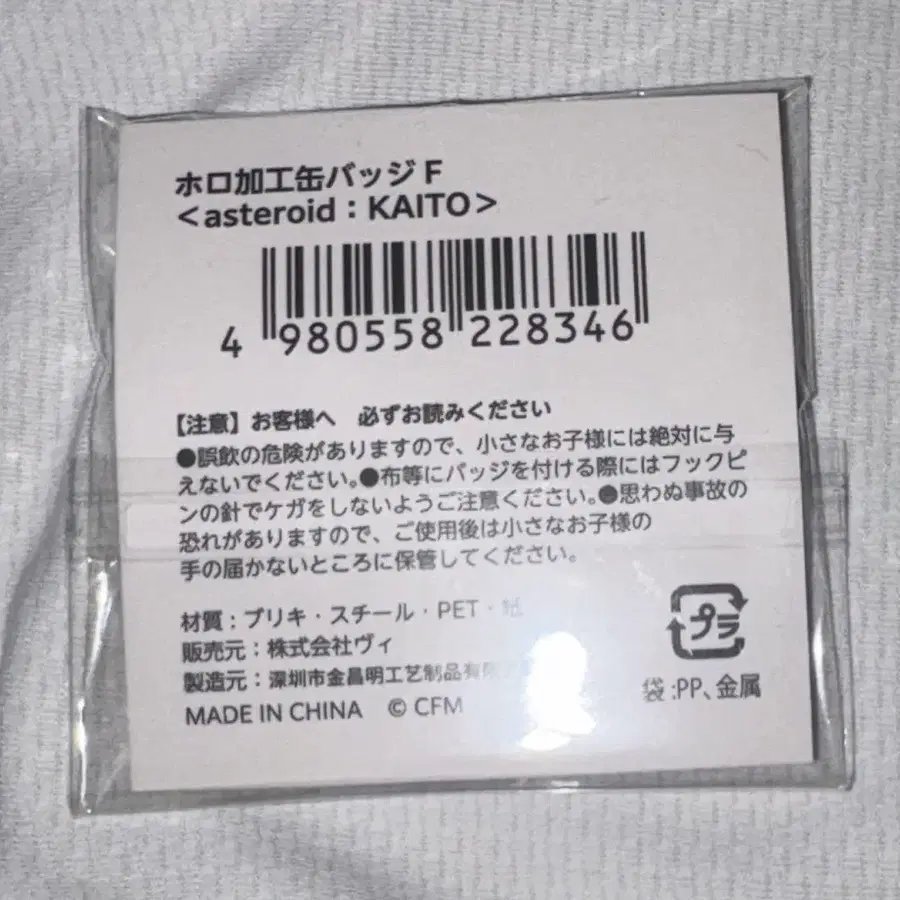 ホロ加工缶バッジ F
＜asteroid：KAITO＞
4 980558 228346
【注意】お客様へ　必ずお読みください
●誤飲の危険がありますので、小さなお子様には絶対に与
えないでください。●布等にバッジを付ける際にはフックピ
ンの針でケガをしないようご注意ください。●思わぬ事故の
恐れがありますので、ご使用後は小さなお子様の
手の届かないところに保管してください。
材質：ブリキ・スチール・PET・紙
販売元：株式会社ヴィ
製造元：深圳市金昌明工艺制品有限
MADE IN CHINA　© CFM
プラ
袋:PP、金属